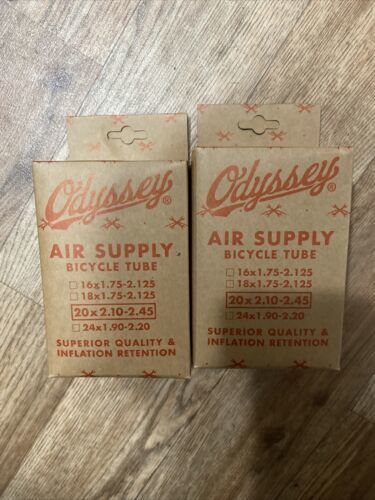 Odyssey®
AIR SUPPLY
BICYCLE TUBE
16x1.75-2.125
18x1.75-2.125
20x2.10-2.45
24x1.90-2.20
SUPERIOR QUALITY &
INFLATION RETENTION
Odyssey®
AIR SUPPLY
BICYCLE TUBE
16x1.75-2.125
18x1.75-2.125
20x2.10-2.45
24x1.90-2.20
SUPERIOR QUALITY &
INFLATION RETENTION